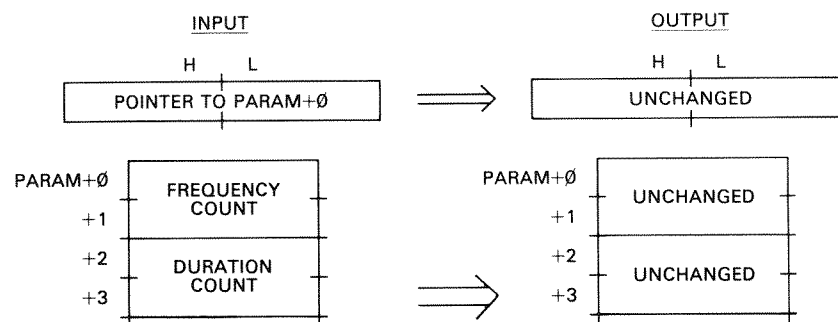 INPUT
OUTPUT
H L
H L
POINTER TO PARAM+Ø
UNCHANGED
PARAM+Ø
+1
+2
+3
FREQUENCY
COUNT
DURATION
COUNT
PARAM+Ø
+1
+2
+3
UNCHANGED
UNCHANGED